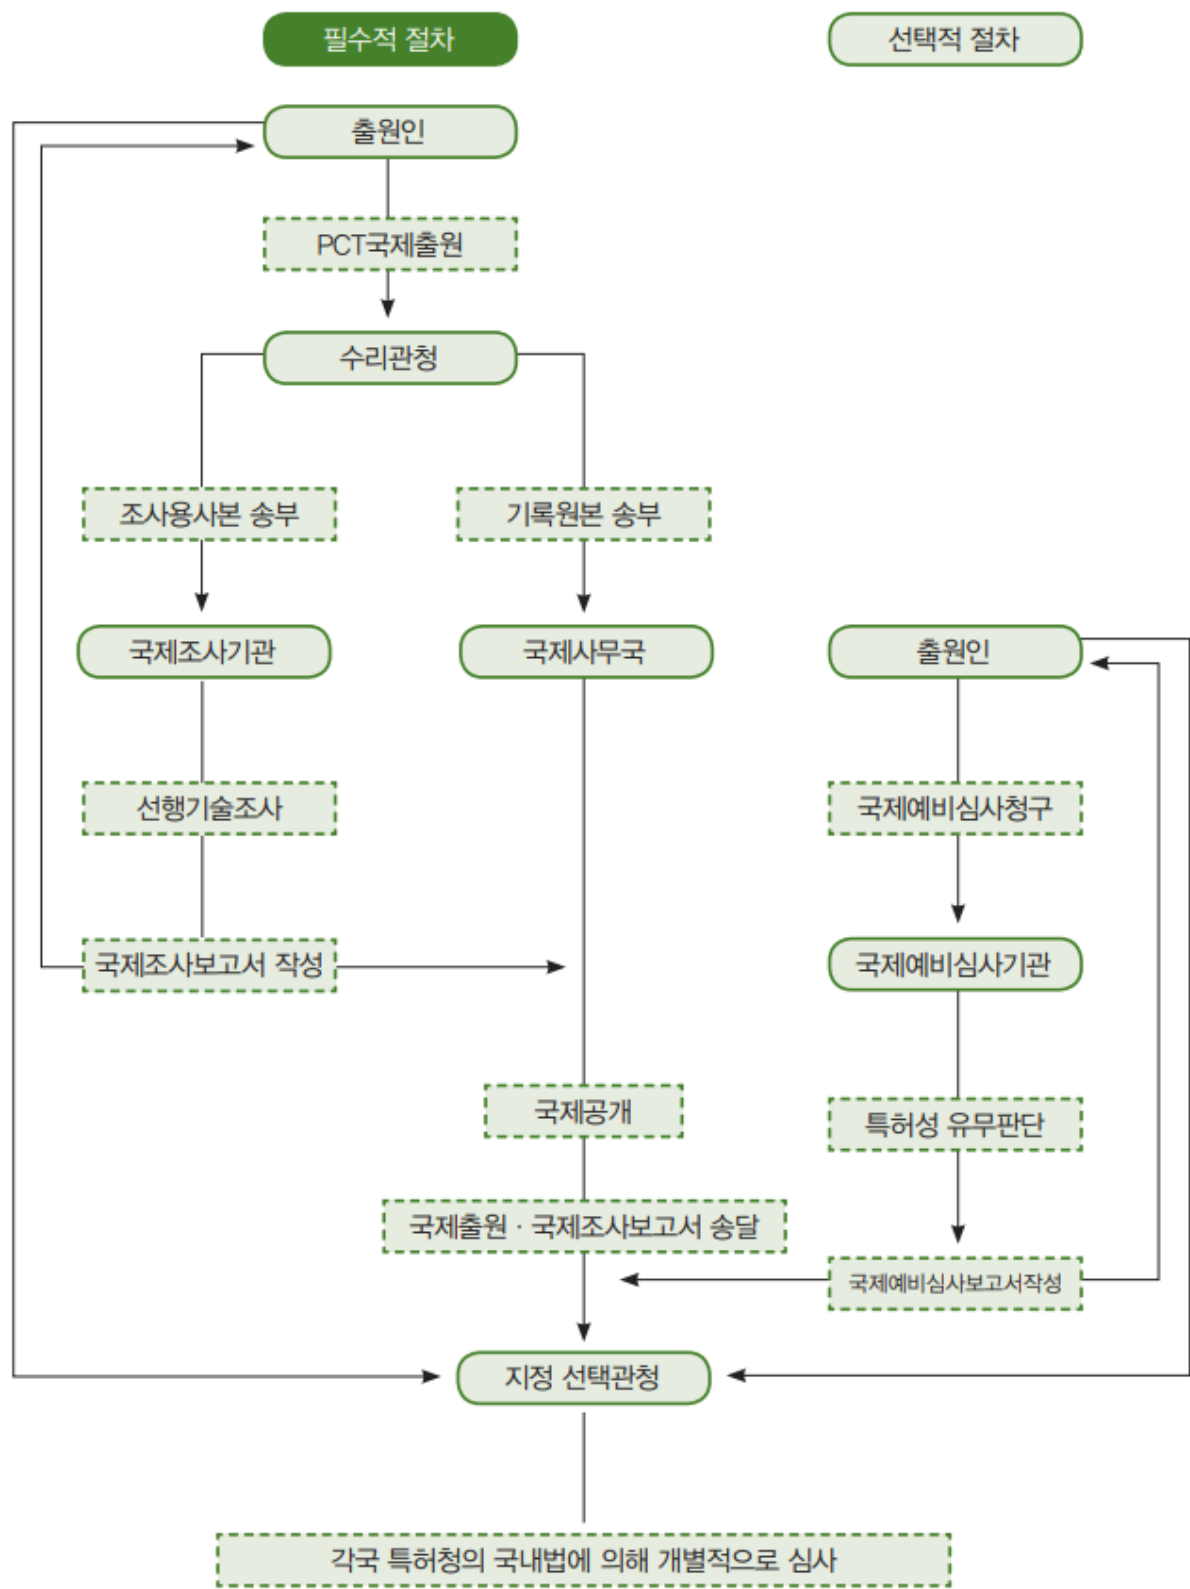 필수적 절차
선택적 절차
출원인
PCT국제출원
수리관청
조사용사본 송부
기록원본 송부
국제조사기관
국제사무국
출원인
선행기술조사
국제예비심사청구
국제조사보고서 작성
국제예비심사기관
국제공개
특허성 유무판단
국제출원 · 국제조사보고서 송달
국제예비심사보고서작성
지정 선택관청
각국 특허청의 국내법에 의해 개별적으로 심사